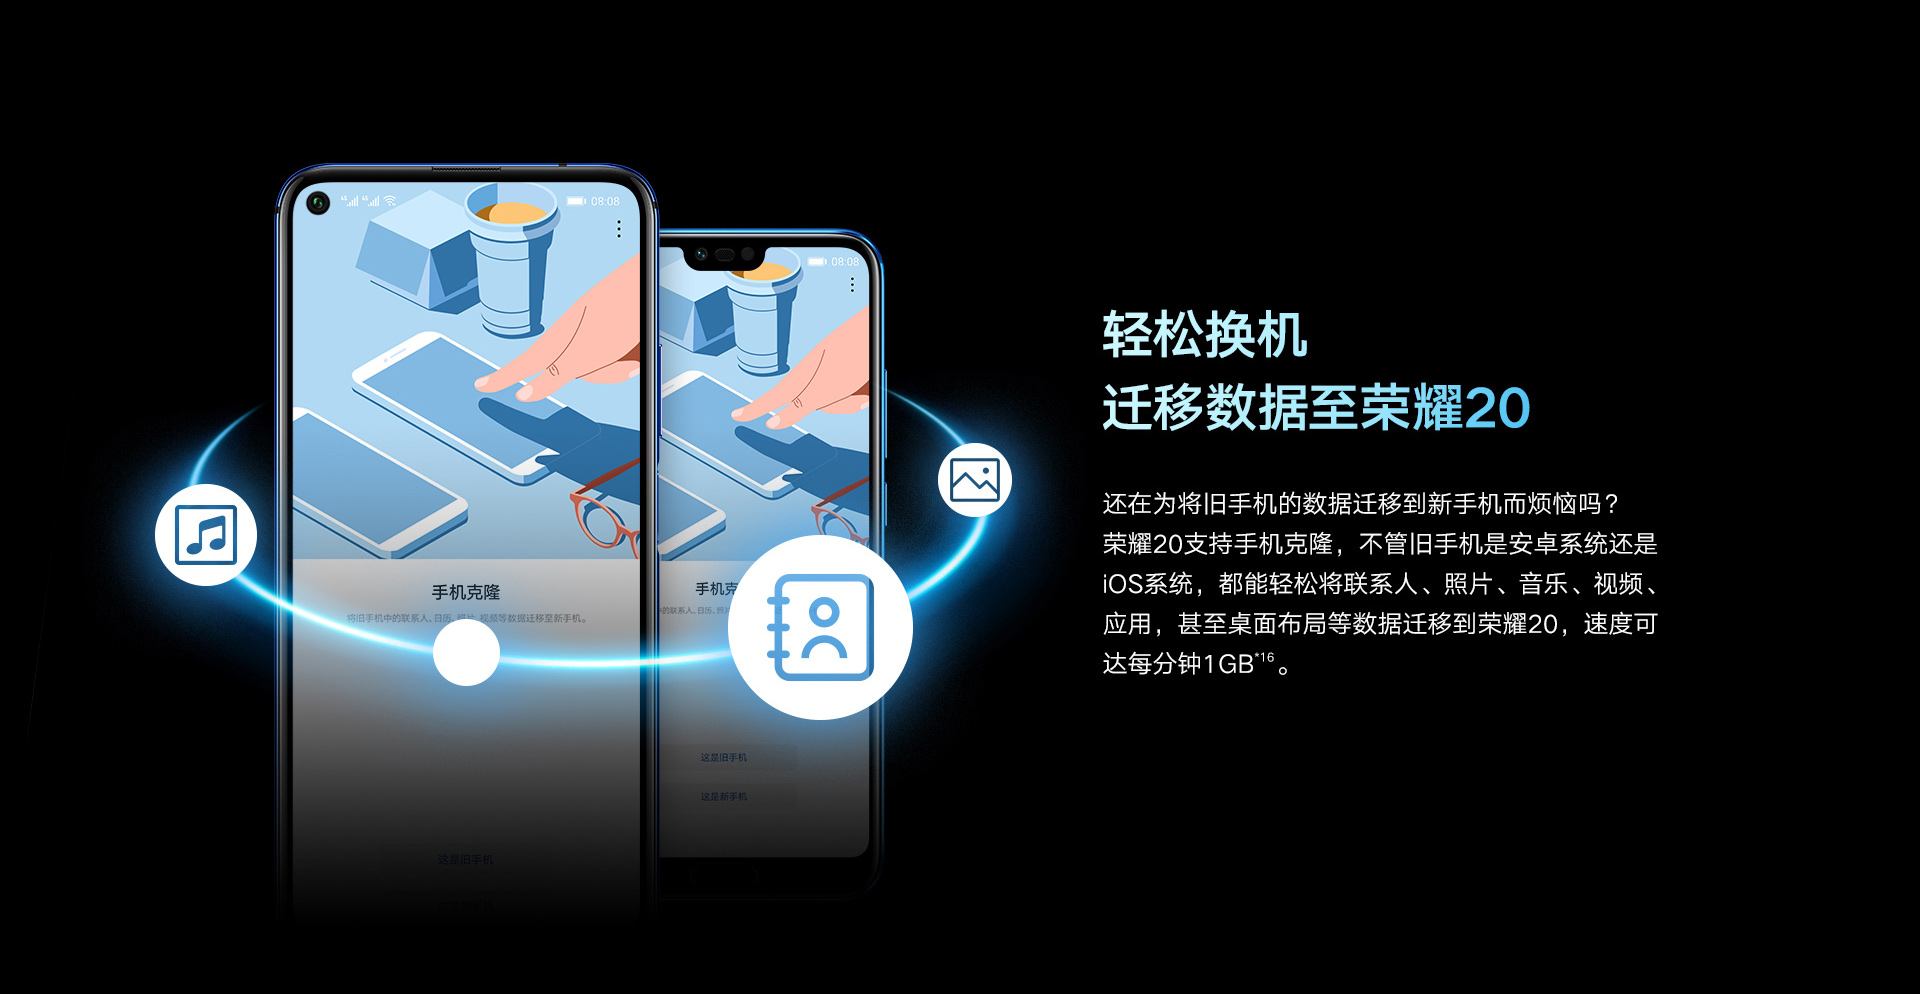 08:08
08:08
轻松换机
迁移数据至荣耀20
还在为将旧手机的数据迁移到新手机而烦恼吗？
荣耀20支持手机克隆，不管旧手机是安卓系统还是
iOS系统，都能轻松将联系人、照片、音乐、视频、
应用，甚至桌面布局等数据迁移到荣耀20，速度可
达每分钟1GB*16。
手机克隆
将旧手机中的联系人、日历、照片、视频等数据迁移至新手机。
手机克
的联系人、日历、照
这是旧手机
这是新手机
这是旧手机